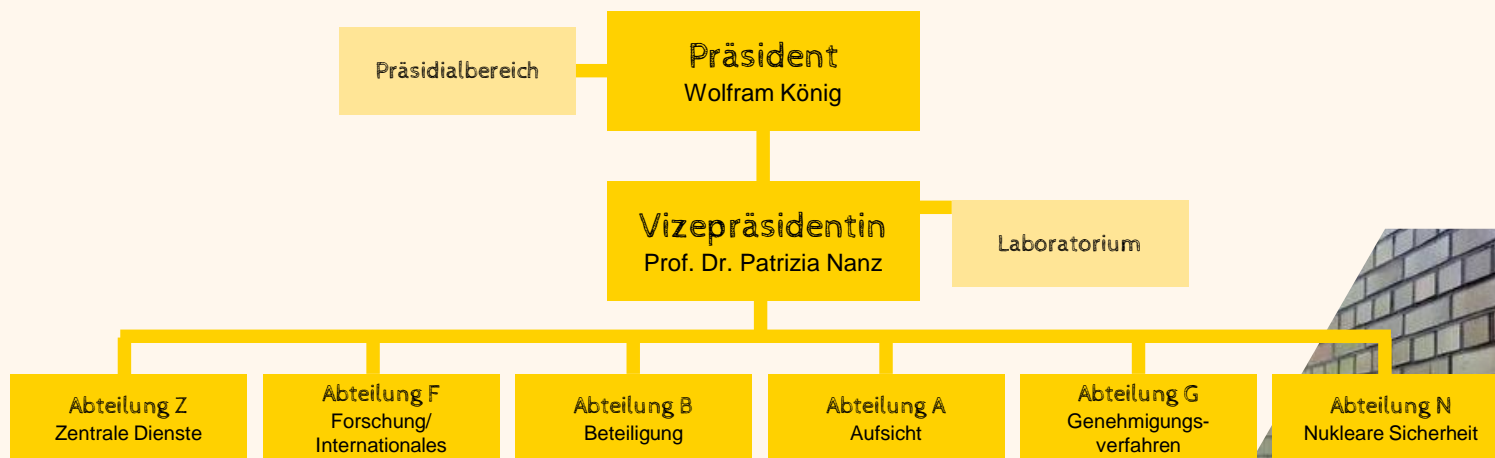 Präsident
Wolfram König
Präsidialbereich
Vizepräsidentin
Prof. Dr. Patrizia Nanz
Laboratorium
Abteilung Z
Zentrale Dienste
Abteilung F
Forschung/
Internationales
Abteilung B
Beteiligung
Abteilung A
Aufsicht
Abteilung G
Genehmigungs-
verfahren
Abteilung N
Nukleare Sicherheit